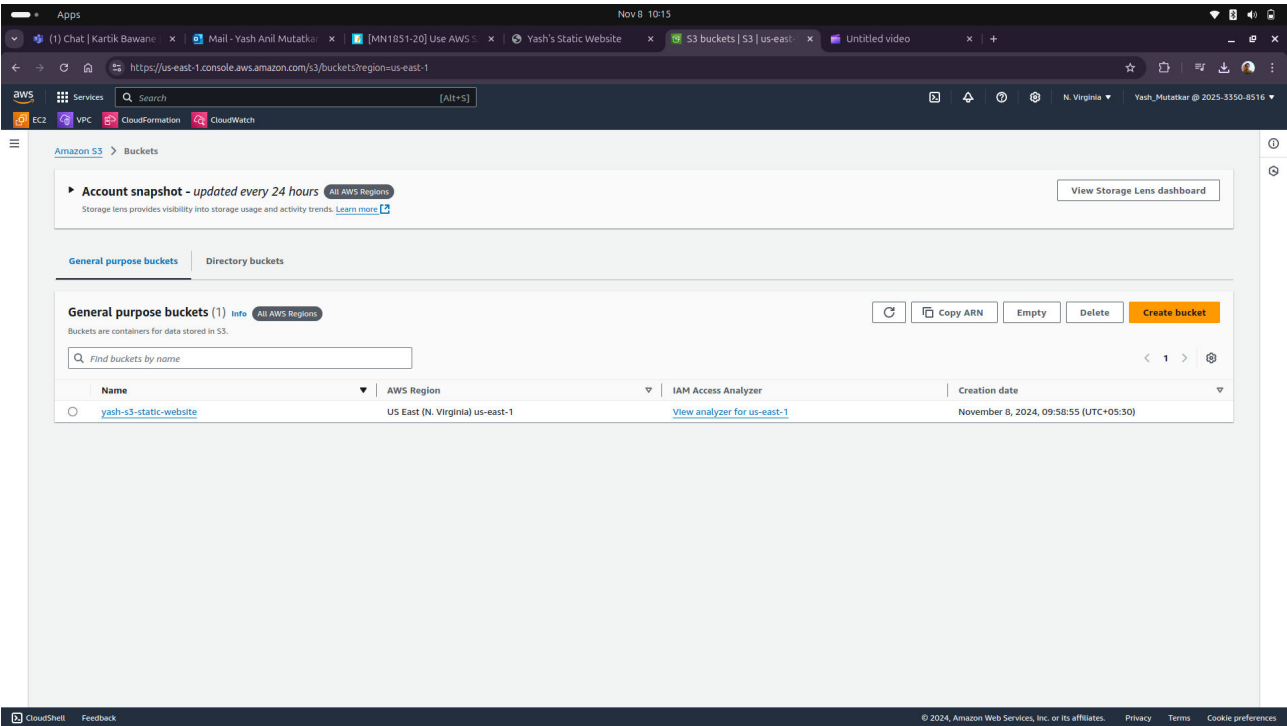 Apps
Nov 8 10:15
(1) Chat | Kartik Bawane |
Mail - Yash Anil Mutatkar
[MN1851-20] Use AWS S
Yash's Static Website
S3 buckets | S3 | us-east-
Untitled video
https://us-east-1.console.aws.amazon.com/s3/buckets?region=us-east-1
aws
Services
Search
[Alt+S]
N. Virginia
Yash_Mutatkar @ 2025-3350-8516
EC2
VPC
CloudFormation
CloudWatch
Amazon S3 > Buckets
Account snapshot - updated every 24 hours All AWS Regions
View Storage Lens dashboard
Storage lens provides visibility into storage usage and activity trends. Learn more
General purpose buckets
Directory buckets
General purpose buckets (1) Info All AWS Regions
Copy ARN
Empty
Delete
Create bucket
Buckets are containers for data stored in S3.
Find buckets by name
1
Name
AWS Region
IAM Access Analyzer
Creation date
yash-s3-static-website
US East (N. Virginia) us-east-1
View analyzer for us-east-1
November 8, 2024, 09:58:55 (UTC+05:30)
CloudShell
Feedback
© 2024, Amazon Web Services, Inc. or its affiliates.
Privacy
Terms
Cookie preferences